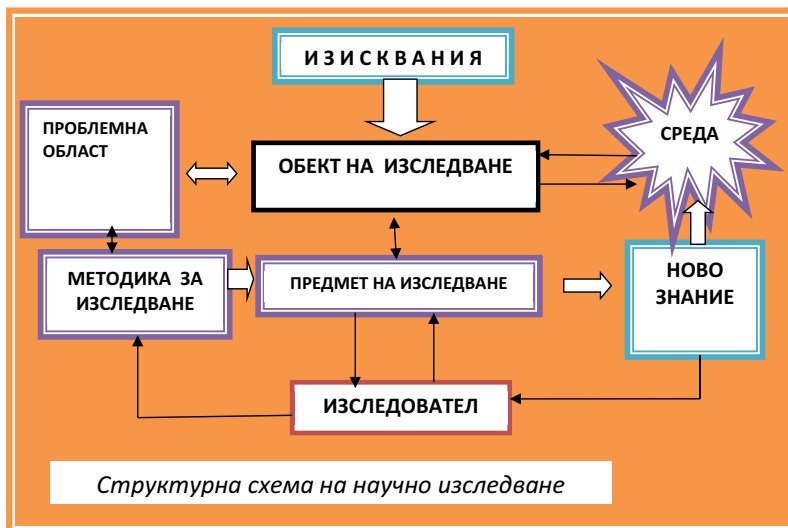 ИЗИСКВАНИЯ
ПРОБЛЕМНА
ОБЛАСТ
ОБЕКТ НА ИЗСЛЕДВАНЕ
СРЕДА
МЕТОДИКА ЗА
ИЗСЛЕДВАНЕ
ПРЕДМЕТ НА ИЗСЛЕДВАНЕ
НОВО
ЗНАНИЕ
ИЗСЛЕДОВАТЕЛ
Структурна схема на научно изследване